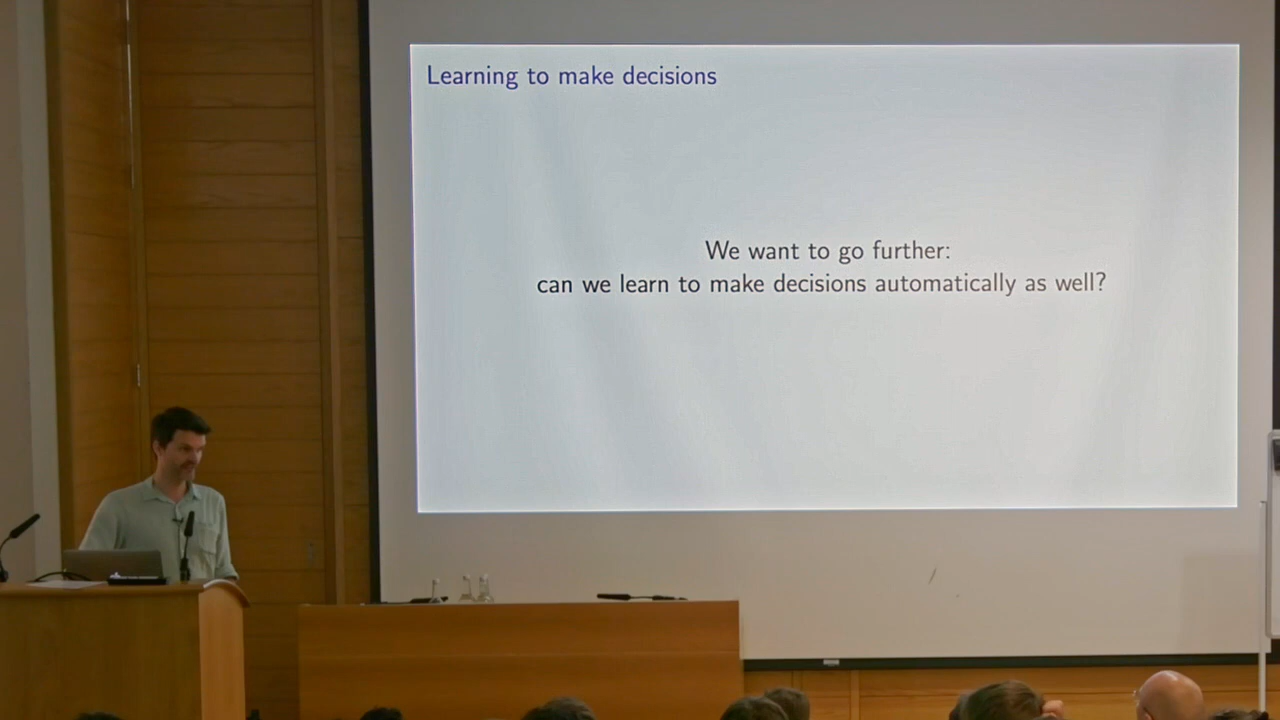 Learning to make decisions
We want to go further:
can we learn to make decisions automatically as well?